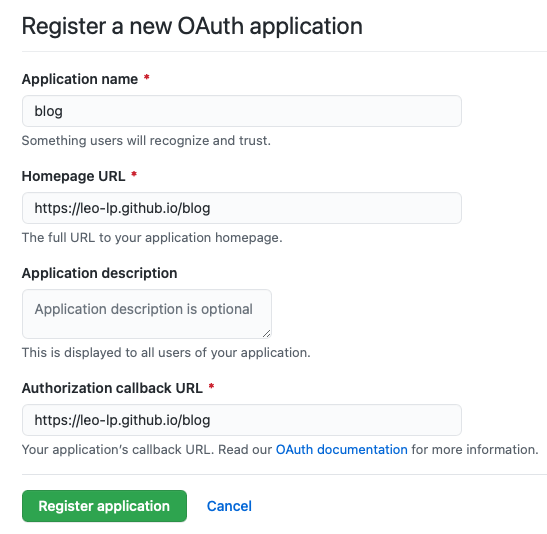 Register a new OAuth application
Application name *
blog
Something users will recognize and trust.
Homepage URL *
https://leo-lp.github.io/blog
The full URL to your application homepage.
Application description
Application description is optional
This is displayed to all users of your application.
Authorization callback URL *
https://leo-lp.github.io/blog
Your application's callback URL. Read our OAuth documentation for more information.
Register application Cancel